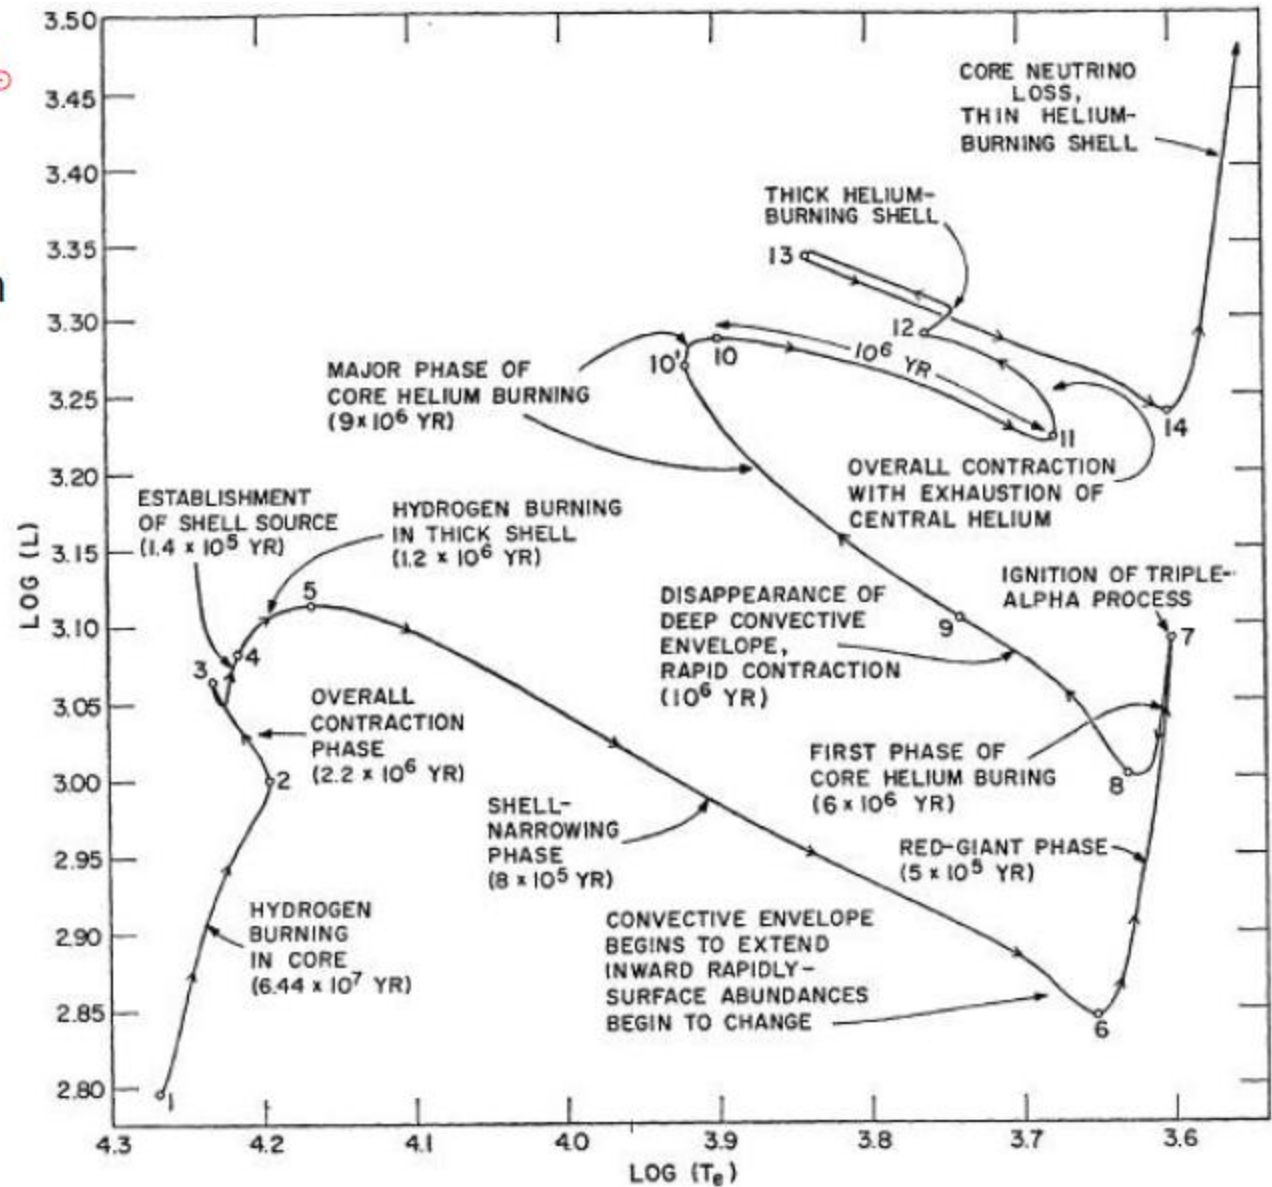 3.50
3.45
3.40
3.35
3.30
3.25
3.20
3.15
3.10
3.05
3.00
2.95
2.90
2.85
2.80
LOG (L)
4.3
4.2
4.1
4.0
3.9
3.8
3.7
3.6
LOG (Te)
CORE NEUTRINO
LOSS,
THIN HELIUM-
BURNING SHELL
THICK HELIUM-
BURNING SHELL
13
12
10'
10
10⁶ YR
11
14
MAJOR PHASE OF
CORE HELIUM BURNING
(9×10⁶ YR)
OVERALL CONTRACTION
WITH EXHAUSTION OF
CENTRAL HELIUM
ESTABLISHMENT
OF SHELL SOURCE
(1.4 × 10⁵ YR)
HYDROGEN BURNING
IN THICK SHELL
(1.2 × 10⁶ YR)
5
3
4
IGNITION OF TRIPLE-
ALPHA PROCESS
7
DISAPPEARANCE OF
DEEP CONVECTIVE
ENVELOPE,
RAPID CONTRACTION
(10⁶ YR)
9
OVERALL
CONTRACTION
PHASE
(2.2 × 10⁶ YR)
2
FIRST PHASE OF
CORE HELIUM BURING
(6 × 10⁶ YR)
8
SHELL-
NARROWING
PHASE
(8 × 10⁵ YR)
RED-GIANT PHASE
(5 × 10⁵ YR)
HYDROGEN
BURNING
IN CORE
(6.44 × 10⁷ YR)
CONVECTIVE ENVELOPE
BEGINS TO EXTEND
INWARD RAPIDLY-
SURFACE ABUNDANCES
BEGIN TO CHANGE
6
1